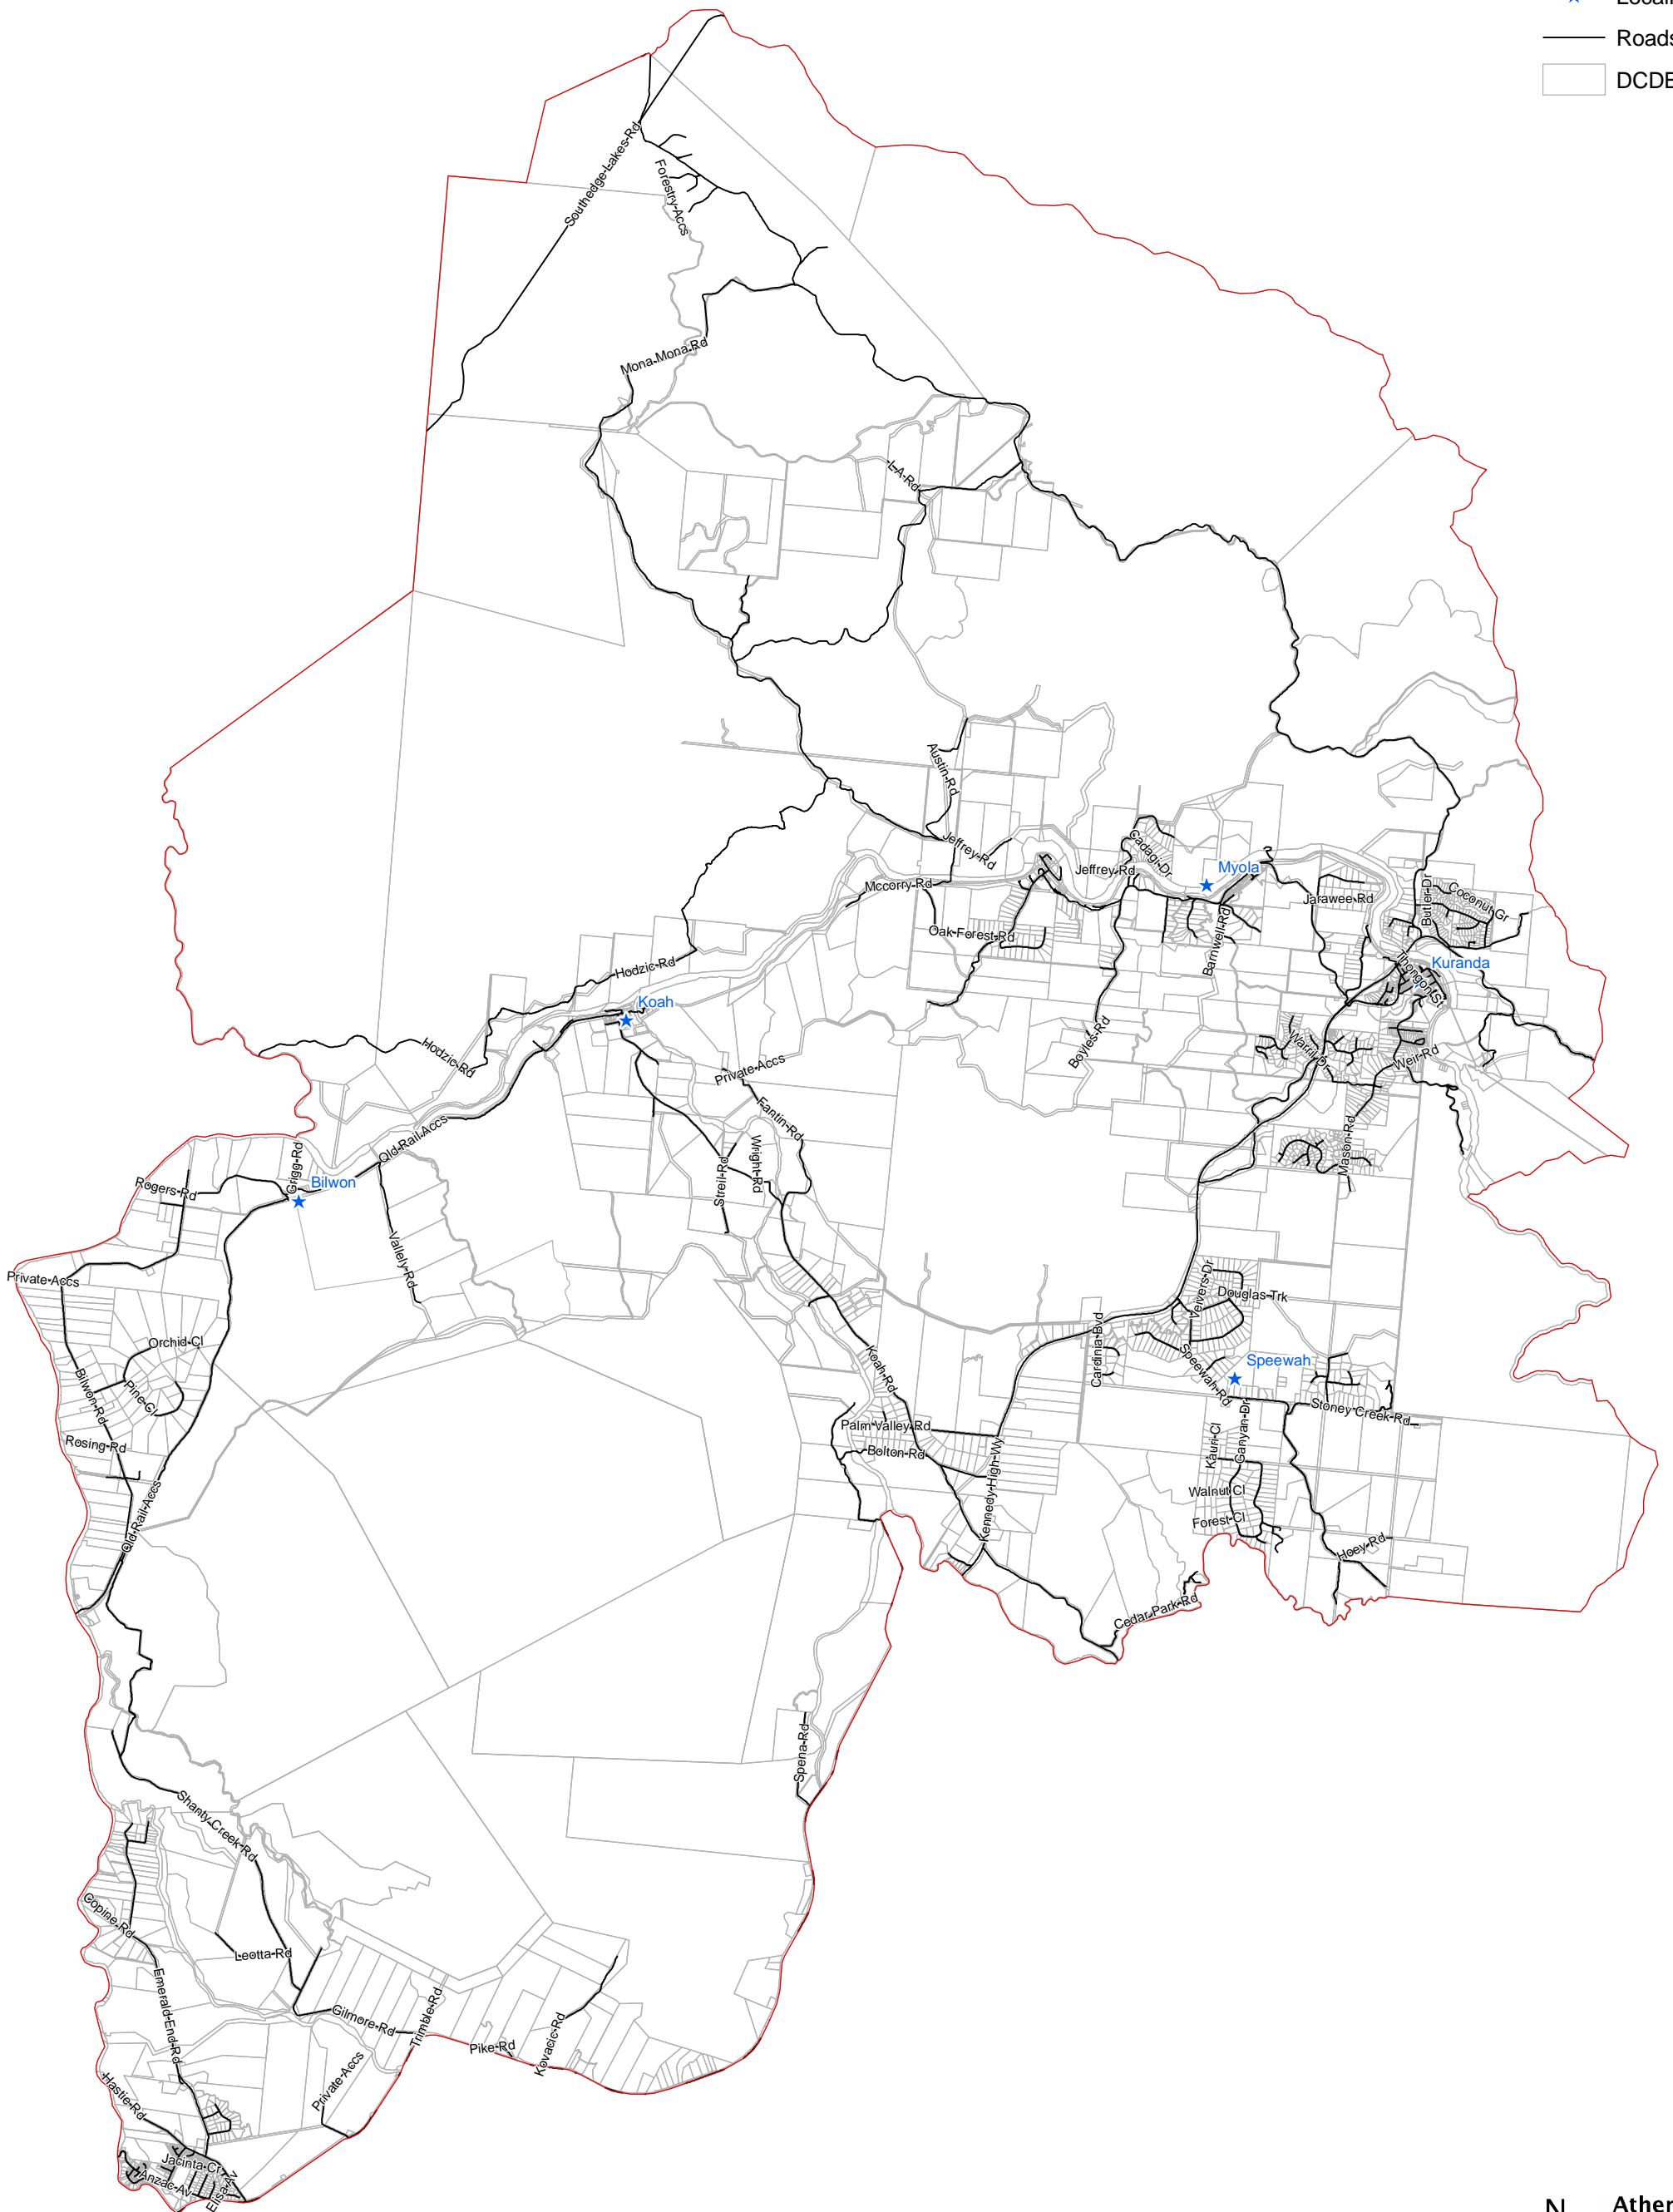 Roads
DCDB
Southedge-Lakes-Rd
Forestry-Accs
Mona-Mona-Rd
L-A-Rd
Austin-Rd
Jeffrey-Rd
Cadagi-Dr
Jeffrey-Rd
Myola
Mccorry-Rd
Jarawee-Rd
Butler-Dr
Coconut-Gr
Oak-Forest-Rd
Barnwell-Rd
Kuranda
Thongon-St
Hodzic-Rd
Koah
Hodzic-Rd
Boyles-Rd
Warril-Dr
Weir-Rd
Private-Accs
Fantin-Rd
Qld-Rail-Accs
Mason-Rd
Grigg-Rd
Wright-Rd
Streil-Rd
Rogers-Rd
Bilwon
Vallely-Rd
Private-Accs
Veivers-Dr
Douglas-Trk
Orchid-Cl
Cardinia-Bvd
Speewah
Koah-Rd
Speewah-Rd
Bilwon-Rd
Pine-Cl
Palm-Valley-Rd
Stoney-Creek-Rd
Kauri-Cl
Ganyan-Dr
Rosing-Rd
Bolton-Rd
Kennedy-High-Wy
Walnut-Cl
Forest-Cl
Qld-Rail-Accs
Hoey-Rd
Cedar-Park-Rd
Spena-Rd
Shanty-Creek-Rd
Copine-Rd
Leotta-Rd
Emerald-End-Rd
Gilmore-Rd
Trimble-Rd
Pike-Rd
Kovacic-Rd
Private-Accs
Hastie-Rd
Jacinta-Cr
Anzac-Av
Elisa-Av
N